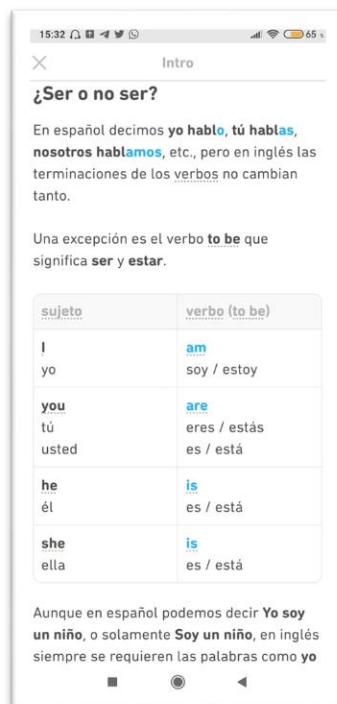 15:32 65
Intro
¿Ser o no ser?
En español decimos yo hablo, tú hablas,
nosotros hablamos, etc., pero en inglés las
terminaciones de los verbos no cambian
tanto.
Una excepción es el verbo to be que
significa ser y estar.
sujeto verbo (to be)
I am
yo soy / estoy
you are
tú eres / estás
usted es / está
he is
él es / está
she is
ella es / está
Aunque en español podemos decir Yo soy
un niño, o solamente Soy un niño, en inglés
siempre se requieren las palabras como yo